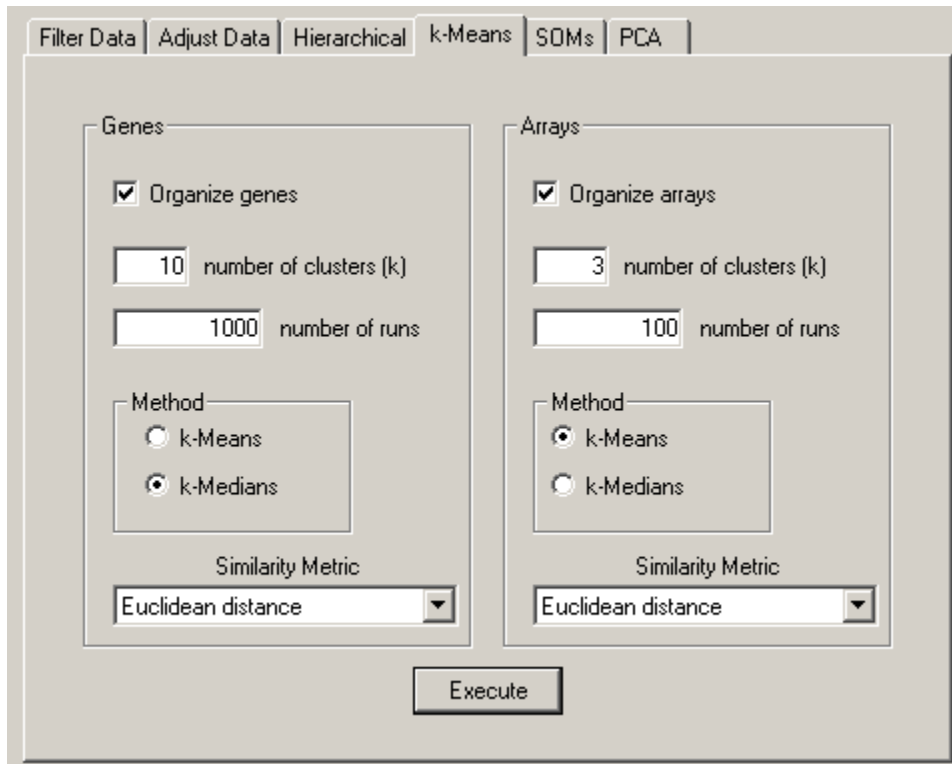 Filter Data Adjust Data Hierarchical k-Means SOMs PCA
Genes
Organize genes
10 number of clusters (k)
1000 number of runs
Method
k-Means
k-Medians
Similarity Metric
Euclidean distance
Arrays
Organize arrays
3 number of clusters (k)
100 number of runs
Method
k-Means
k-Medians
Similarity Metric
Euclidean distance
Execute